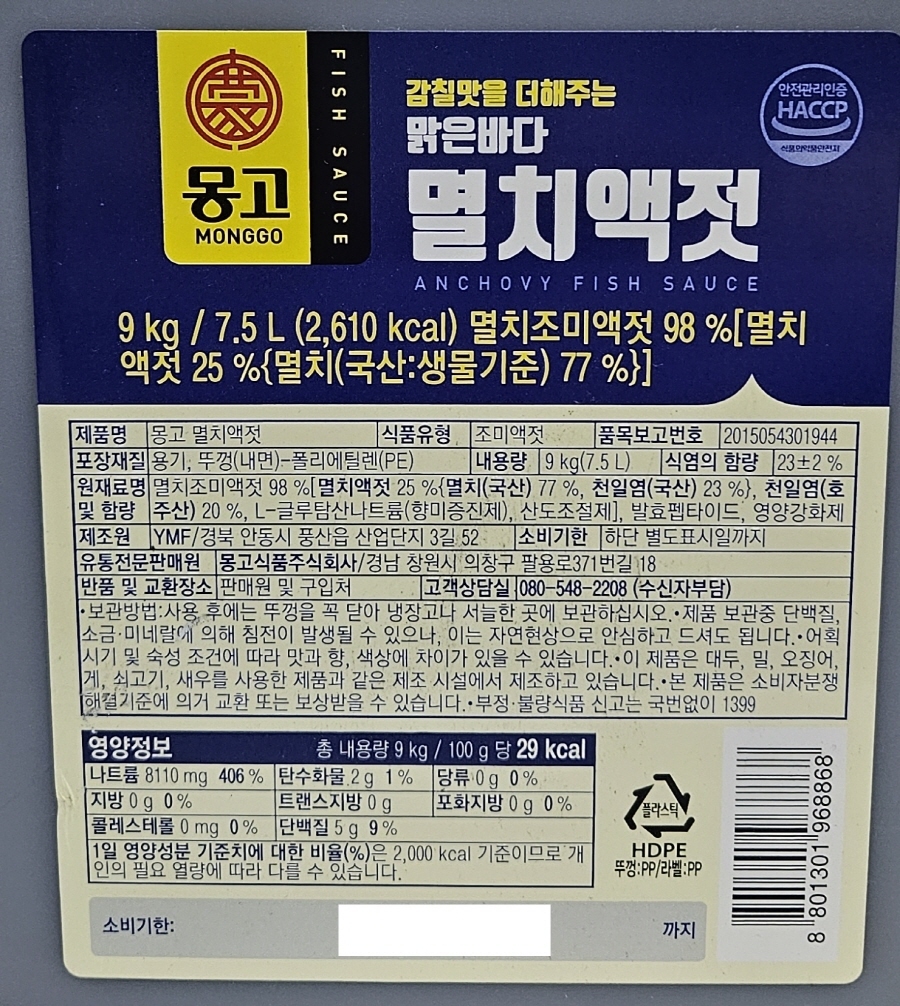 몽고
MONGGO
FISH SAUCE
감칠맛을 더해주는
맑은바다
멸치액젓
ANCHOVY FISH SAUCE
안전관리인증
HACCP
식품의약품안전처
9 kg / 7.5 L (2,610 kcal) 멸치조미액젓 98 %[멸치
액젓 25 %{멸치(국산:생물기준) 77 %}]
제품명 몽고 멸치액젓 식품유형 조미액젓 품목보고번호 2015054301944
포장재질 용기, 뚜껑(내면)-폴리에틸렌(PE) 내용량 9 kg(7.5 L) 식염의 함량 23±2 %
원재료명 멸치조미액젓 98 %[멸치액젓 25 %{멸치(국산) 77 %, 천일염(국산) 23 %}, 천일염(호
및 함량 주산) 20 %, L-글루탐산나트륨(향미증진제), 산도조절제], 발효펩타이드, 영양강화제
제조원 YMF/경북 안동시 풍산읍 산업단지 3길 52 소비기한 하단 별도표시일까지
유통전문판매원 몽고식품주식회사/경남 창원시 의창구 팔용로371번길 18
반품 및 교환장소 판매원 및 구입처 고객상담실 080-548-2208 (수신자부담)
•보관방법:사용 후에는 뚜껑을 꼭 닫아 냉장고나 서늘한 곳에 보관하십시오.•제품 보관중 단백질,
소금·미네랄에 의해 침전이 발생될 수 있으나, 이는 자연현상으로 안심하고 드셔도 됩니다.•어획
시기 및 숙성 조건에 따라 맛과 향, 색상에 차이가 있을 수 있습니다.•이 제품은 대두, 밀, 오징어,
게, 쇠고기, 새우를 사용한 제품과 같은 제조 시설에서 제조하고 있습니다.•본 제품은 소비자분쟁
해결기준에 의거 교환 또는 보상받을 수 있습니다.•부정·불량식품 신고는 국번없이 1399
영양정보 총 내용량 9 kg / 100 g 당 29 kcal
나트륨 8110 mg 406 % 탄수화물 2 g 1 % 당류 0 g 0 %
지방 0 g 0 % 트랜스지방 0 g 포화지방 0 g 0 %
콜레스테롤 0 mg 0 % 단백질 5 g 9 %
1일 영양성분 기준치에 대한 비율(%)은 2,000 kcal 기준이므로 개
인의 필요 열량에 따라 다를 수 있습니다.
플라스틱
HDPE
뚜껑:PP/라벨:PP
8 801301 968868
소비기한: 까지